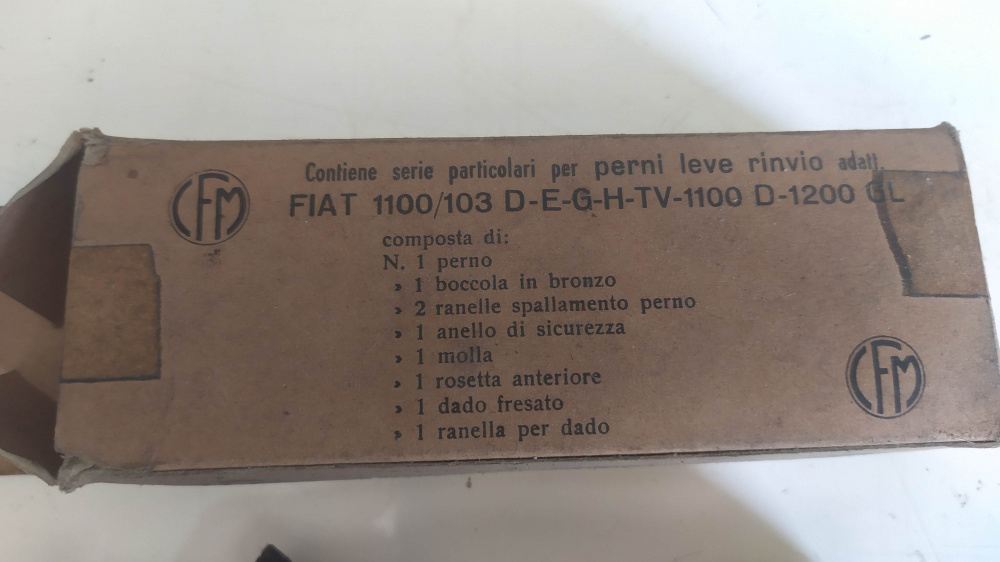 CFM
Contiene serie particolari per perni leve rinvio adatt.
FIAT 1100/103 D-E-G-H-TV-1100 D-1200 GL
composta di:
N. 1 perno
» 1 boccola in bronzo
» 2 ranelle spallamento perno
» 1 anello di sicurezza
» 1 molla
» 1 rosetta anteriore
» 1 dado fresato
» 1 ranella per dado
CFM